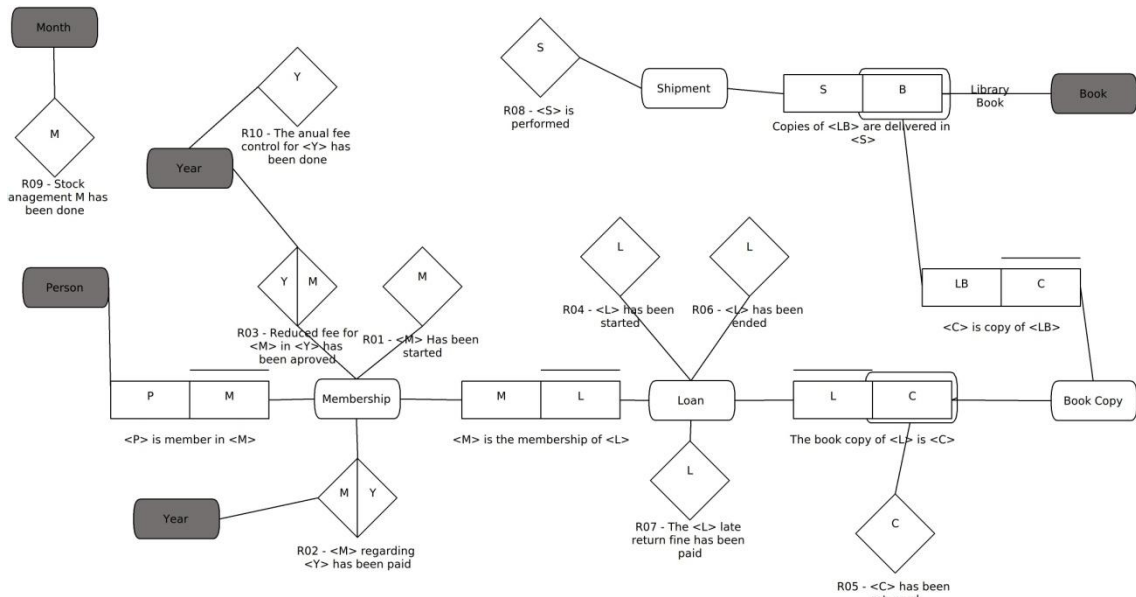 Month
M
R09 - Stock
anagement M has
been done
Y
R10 - The anual fee
control for <Y> has
been done
Year
S
R08 - <S> is
performed
Shipment
S
B
Library
Book
Copies of <LB> are delivered in
<S>
Book
Person
Y
M
R03 - Reduced fee for
<M> in <Y> has
been aproved
M
R01 - <M> Has been
started
L
R04 - <L> has been
started
L
R06 - <L> has been
ended
LB
C
<C> is copy of <LB>
P
M
<P> is member in <M>
Membership
M
L
<M> is the membership of <L>
Loan
L
C
The book copy of <L> is <C>
Book Copy
Year
M
Y
R02 - <M> regarding
<Y> has been paid
L
R07 - The <L> late
return fine has been
paid
C
R05 - <C> has been